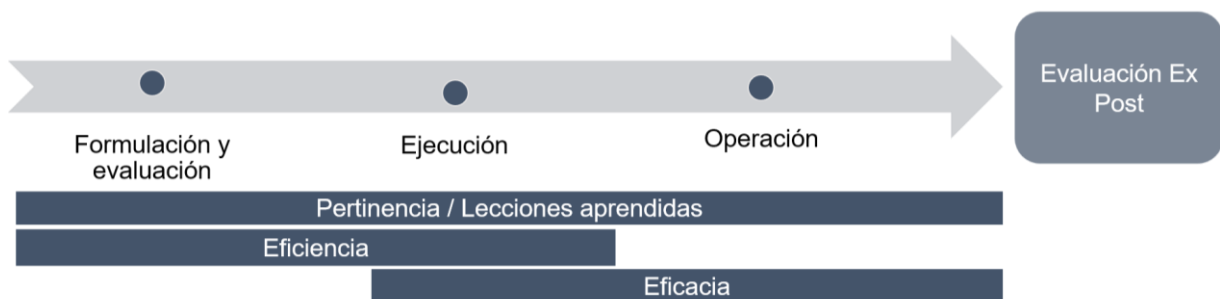 Evaluación Ex
Post
Formulación y
evaluación
Ejecución
Operación
Pertinencia / Lecciones aprendidas
Eficiencia
Eficacia